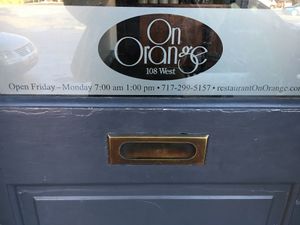 On
Orange
108 West
Open Friday - Monday 7:00 am 1:00 pm • 717-299-5157 • restaurantOnOrange.com